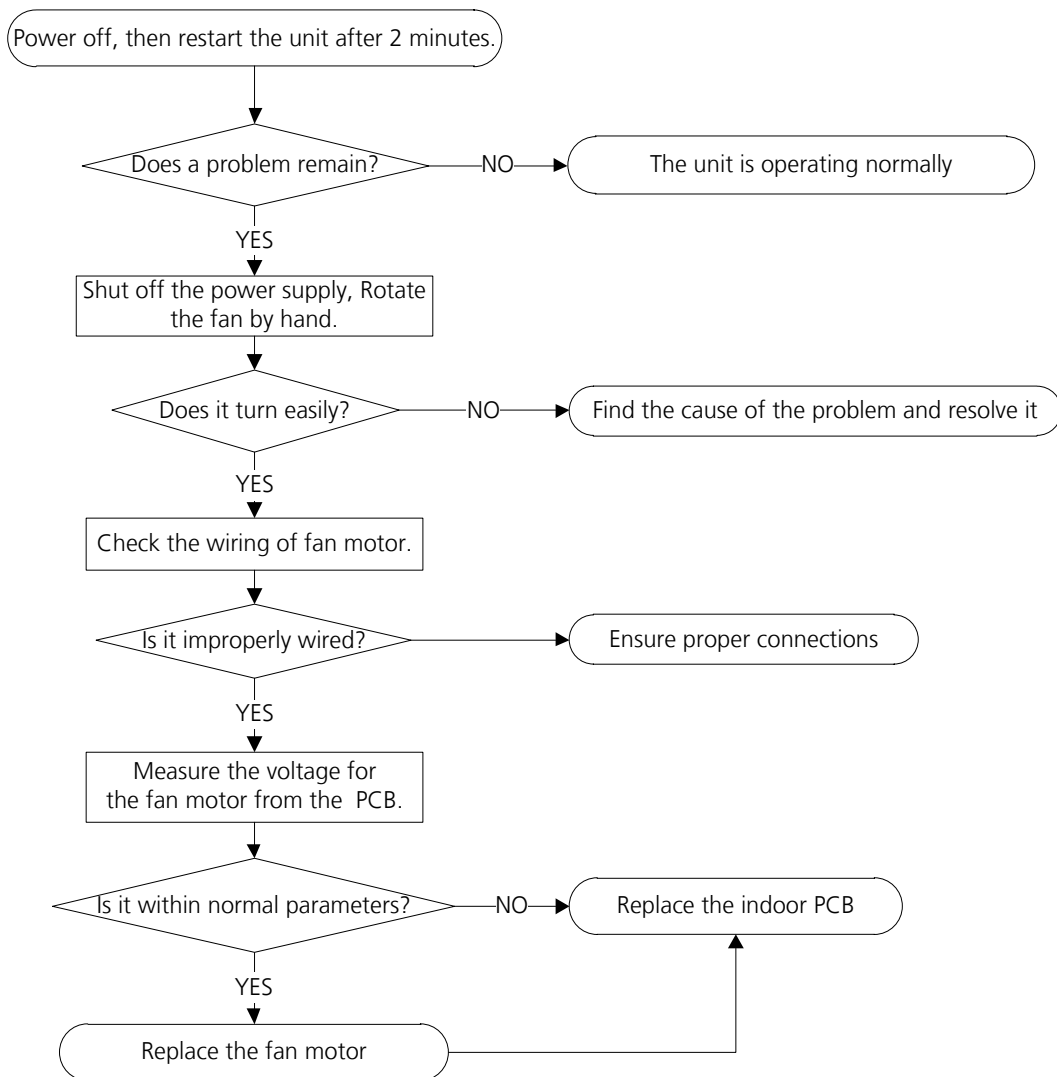 Power off, then restart the unit after 2 minutes.
Does a problem remain?
NO
The unit is operating normally
YES
Shut off the power supply, Rotate
the fan by hand.
Does it turn easily?
NO
Find the cause of the problem and resolve it
YES
Check the wiring of fan motor.
Is it improperly wired?
Ensure proper connections
YES
Measure the voltage for
the fan motor from the PCB.
Is it within normal parameters?
NO
Replace the indoor PCB
YES
Replace the fan motor